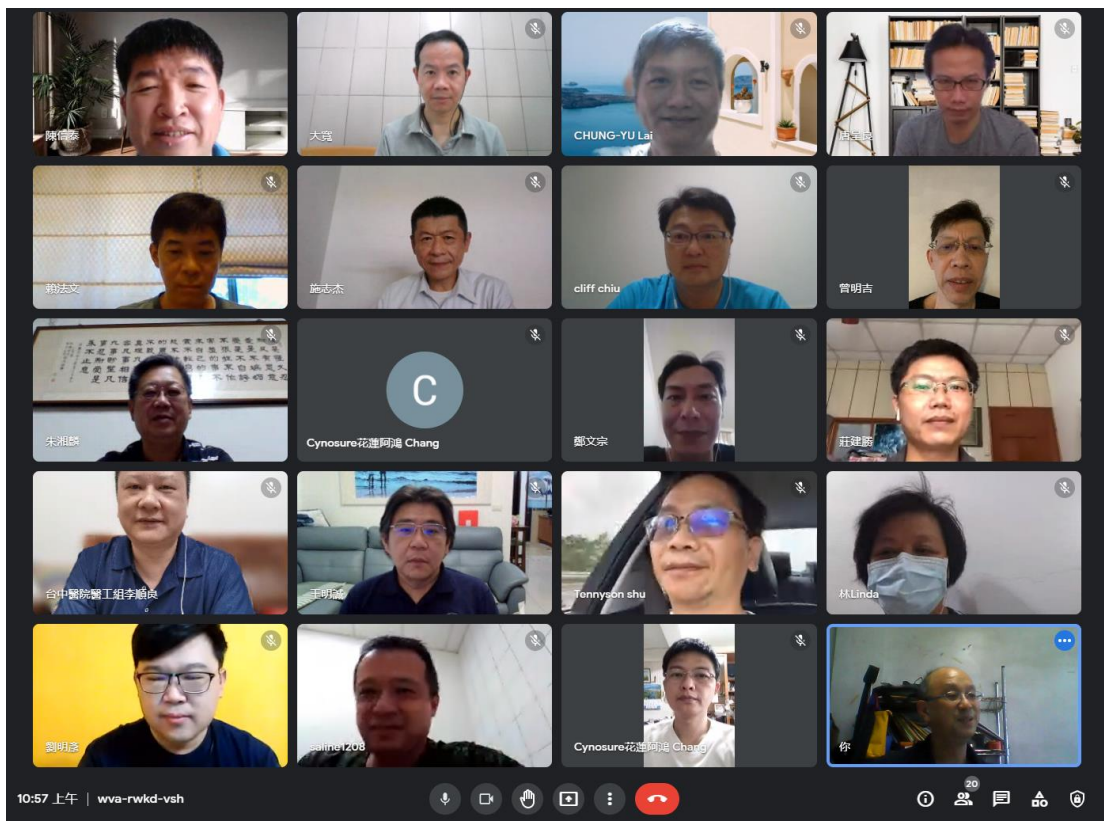 陳信泰
大寬
CHUNG-YU Lai
賴法文
施志杰
cliff chiu
曾明吉
朱湘麟
C
Cynosure花蓮阿鴻 Chang
鄭文宗
莊建勝
台中醫院醫工組李順良
王明誠
Tennyson shu
林Linda
劉明彥
saline1208
Cynosure花蓮阿鴻 Chang
你
10:57 上午 | wva-rwkd-vsh
20